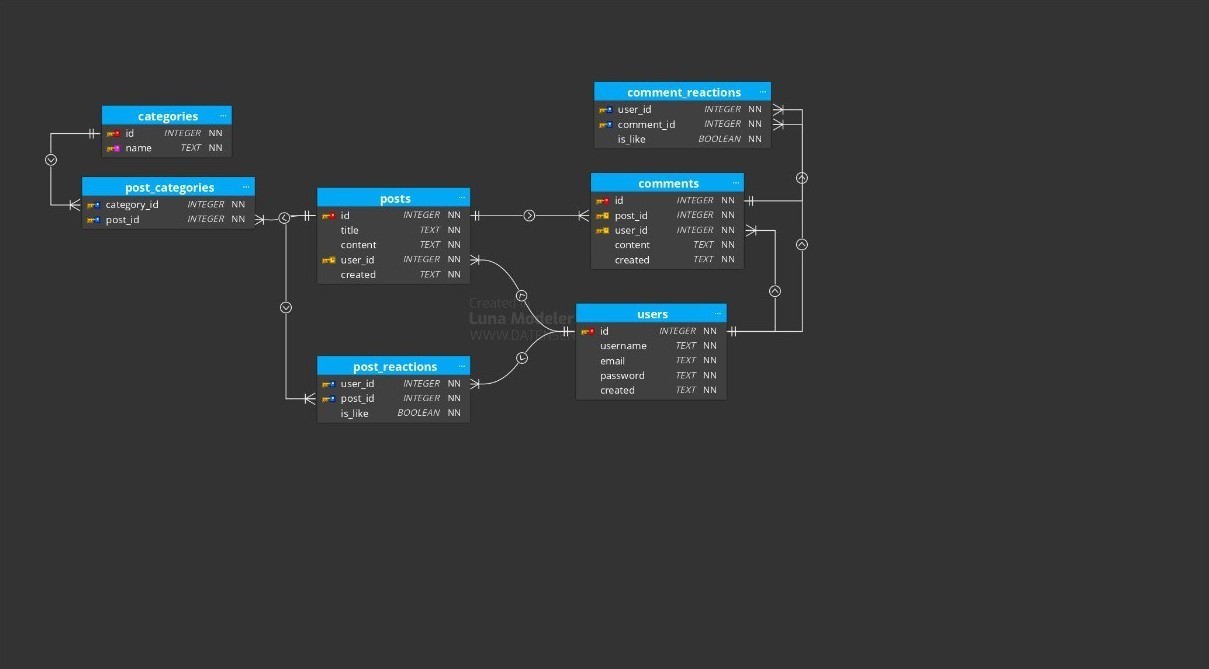 categories ...
id INTEGER NN
name TEXT NN
post_categories ...
category_id INTEGER NN
post_id INTEGER NN
posts ...
id INTEGER NN
title TEXT NN
content TEXT NN
user_id INTEGER NN
created TEXT NN
post_reactions ...
user_id INTEGER NN
post_id INTEGER NN
is_like BOOLEAN NN
comment_reactions ...
user_id INTEGER NN
comment_id INTEGER NN
is_like BOOLEAN NN
comments ...
id INTEGER NN
post_id INTEGER NN
user_id INTEGER NN
content TEXT NN
created TEXT NN
Created
Luna Modeler
users ...
id INTEGER NN
username TEXT NN
email TEXT NN
password TEXT NN
created TEXT NN